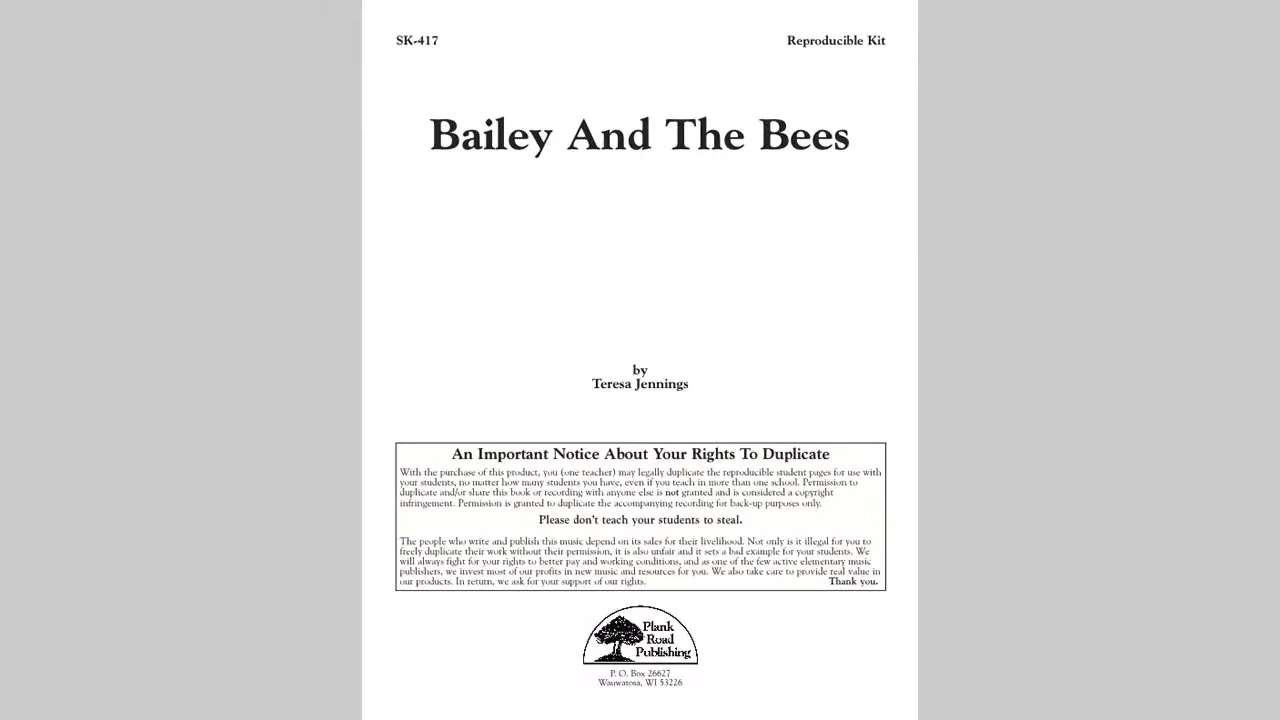 SK-417
Reproducible Kit
Bailey And The Bees
by
Teresa Jennings
An Important Notice About Your Rights To Duplicate
With the purchase of this product, you (one teacher) may legally duplicate the reproducible student pages for use with
your students, no matter how many students you have, even if you teach in more than one school. Permission to
duplicate and/or share this book or recording with anyone else is not granted and is considered a copyright
infringement. Permission is granted to duplicate the accompanying recording for back-up purposes only.
Please don't teach your students to steal.
The people who write and publish this music depend on its sales for their livelihood. Not only is it illegal for you to
freely duplicate their work without their permission, it is also unfair and it sets a bad example for your students. We
will always fight for your rights to better pay and working conditions, and as one of the few active elementary music
publishers, we invest most of our profits in new music and resources for you. We also take care to provide real value in
our products. In return, we ask for your support of our rights. Thank you.
Plank
Road
Publishing
P. O. Box 26627
Wauwatosa, WI 53226